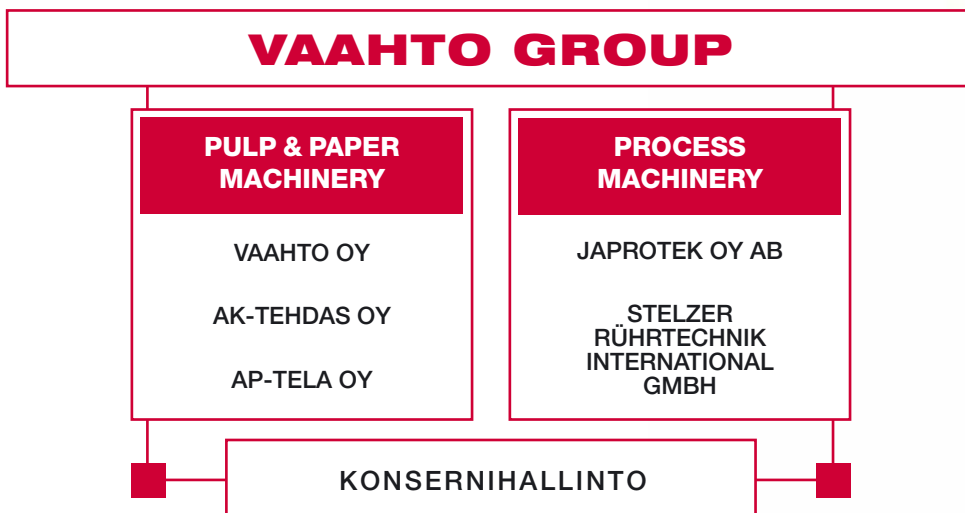 VAAHTO GROUP
PULP & PAPER
MACHINERY
VAAHTO OY
AK-TEHDAS OY
AP-TELA OY
PROCESS
MACHINERY
JAPROTEK OY AB
STELZER
RÜHRTECHNIK
INTERNATIONAL
GMBH
KONSERNIHALLINTO